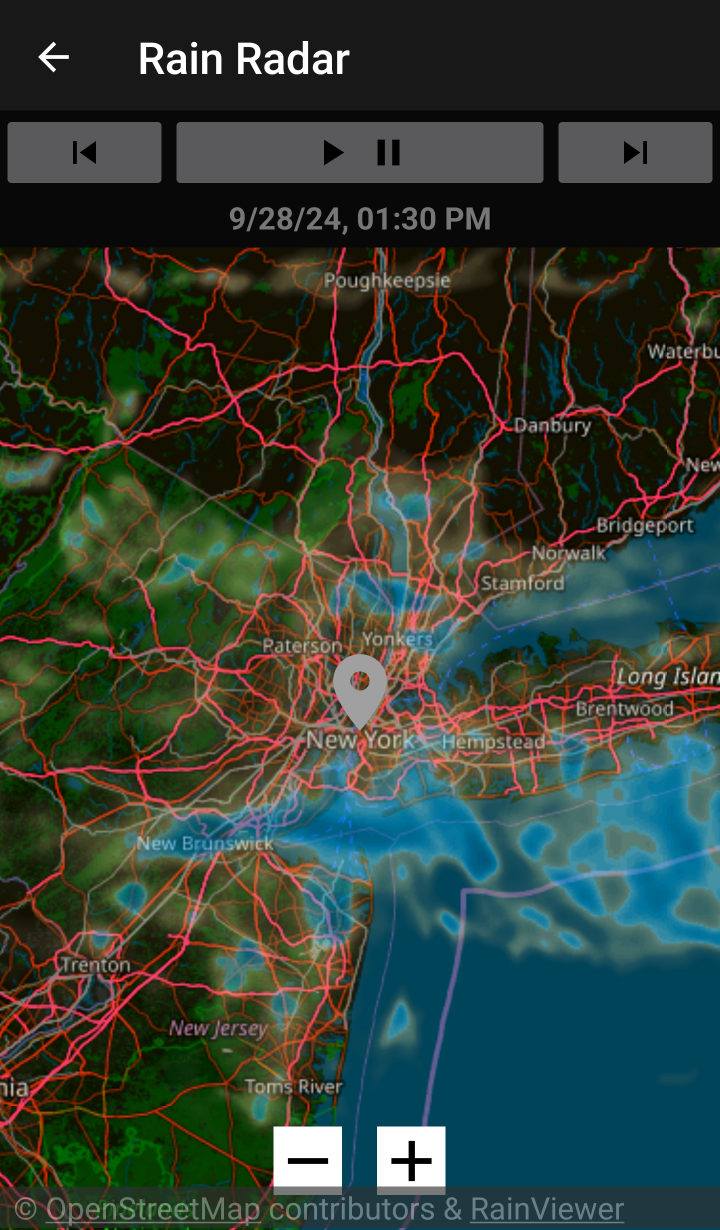 Rain Radar
9/28/24, 01:30 PM
Poughkeepsie
Waterbu
Danbury
New
Bridgeport
Norwalk
Stamford
Paterson
Yonkers
Long Islan
Brentwood
New York
Hempstead
New Brunswick
Trenton
New Jersey
nia
Toms River
© OpenStreetMap contributors & RainViewer